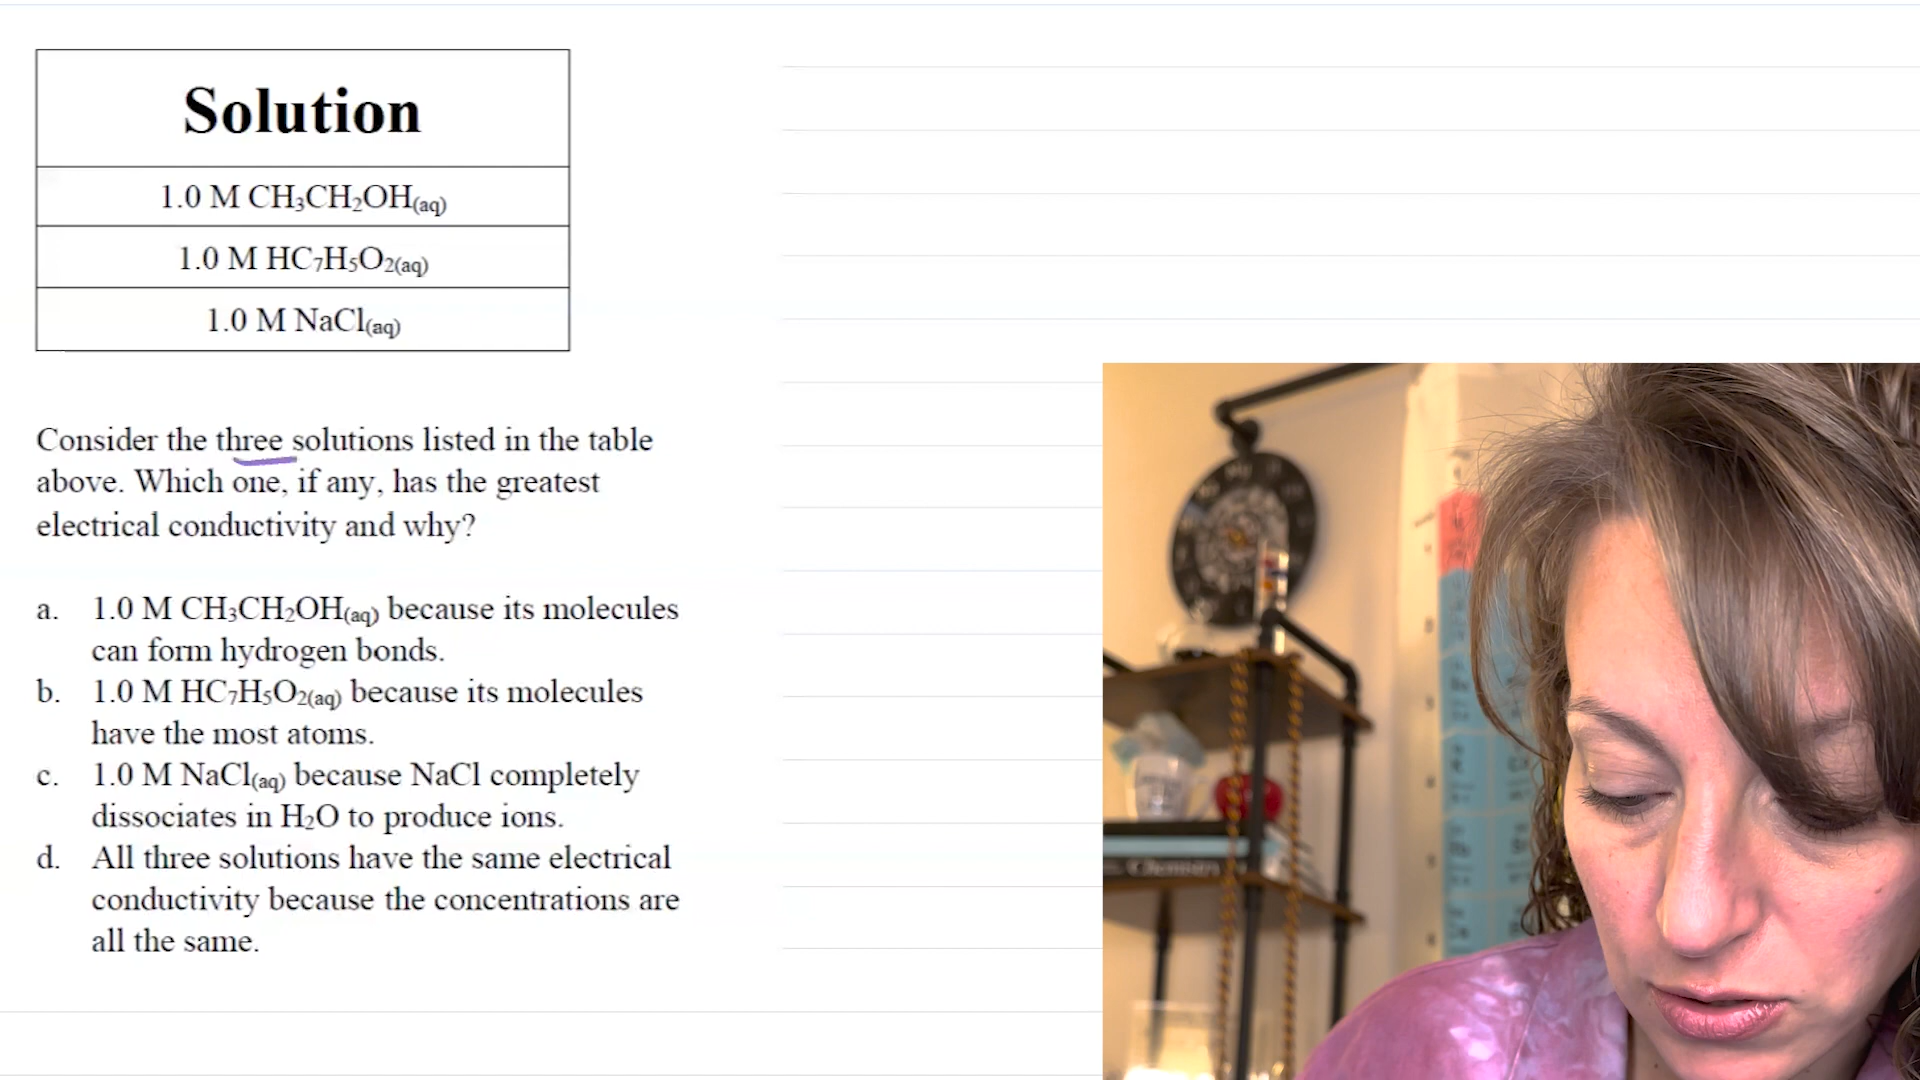 Solution
1.0 M CH₃CH₂OH(aq)
1.0 M HC₇H₅O₂(aq)
1.0 M NaCl(aq)
Consider the three solutions listed in the table
above. Which one, if any, has the greatest
electrical conductivity and why?
a. 1.0 M CH₃CH₂OH(aq) because its molecules
can form hydrogen bonds.
b. 1.0 M HC₇H₅O₂(aq) because its molecules
have the most atoms.
c. 1.0 M NaCl(aq) because NaCl completely
dissociates in H₂O to produce ions.
d. All three solutions have the same electrical
conductivity because the concentrations are
all the same.
Chemistry